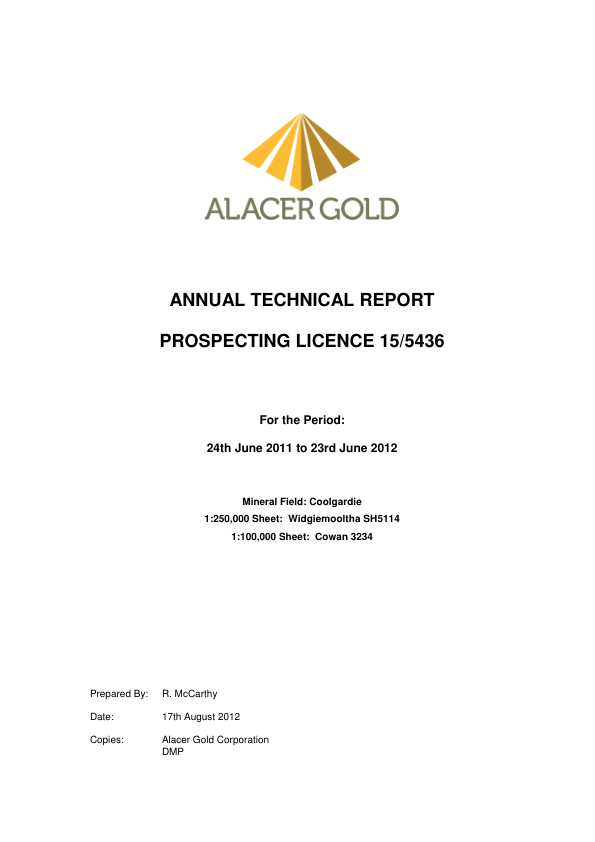 ALACER GOLD
ANNUAL TECHNICAL REPORT
PROSPECTING LICENCE 15/5436
For the Period:
24th June 2011 to 23rd June 2012
Mineral Field: Coolgardie
1:250,000 Sheet: Widgiemooltha SH5114
1:100,000 Sheet: Cowan 3234
Prepared By: R. McCarthy
Date: 17th August 2012
Copies: Alacer Gold Corporation
DMP